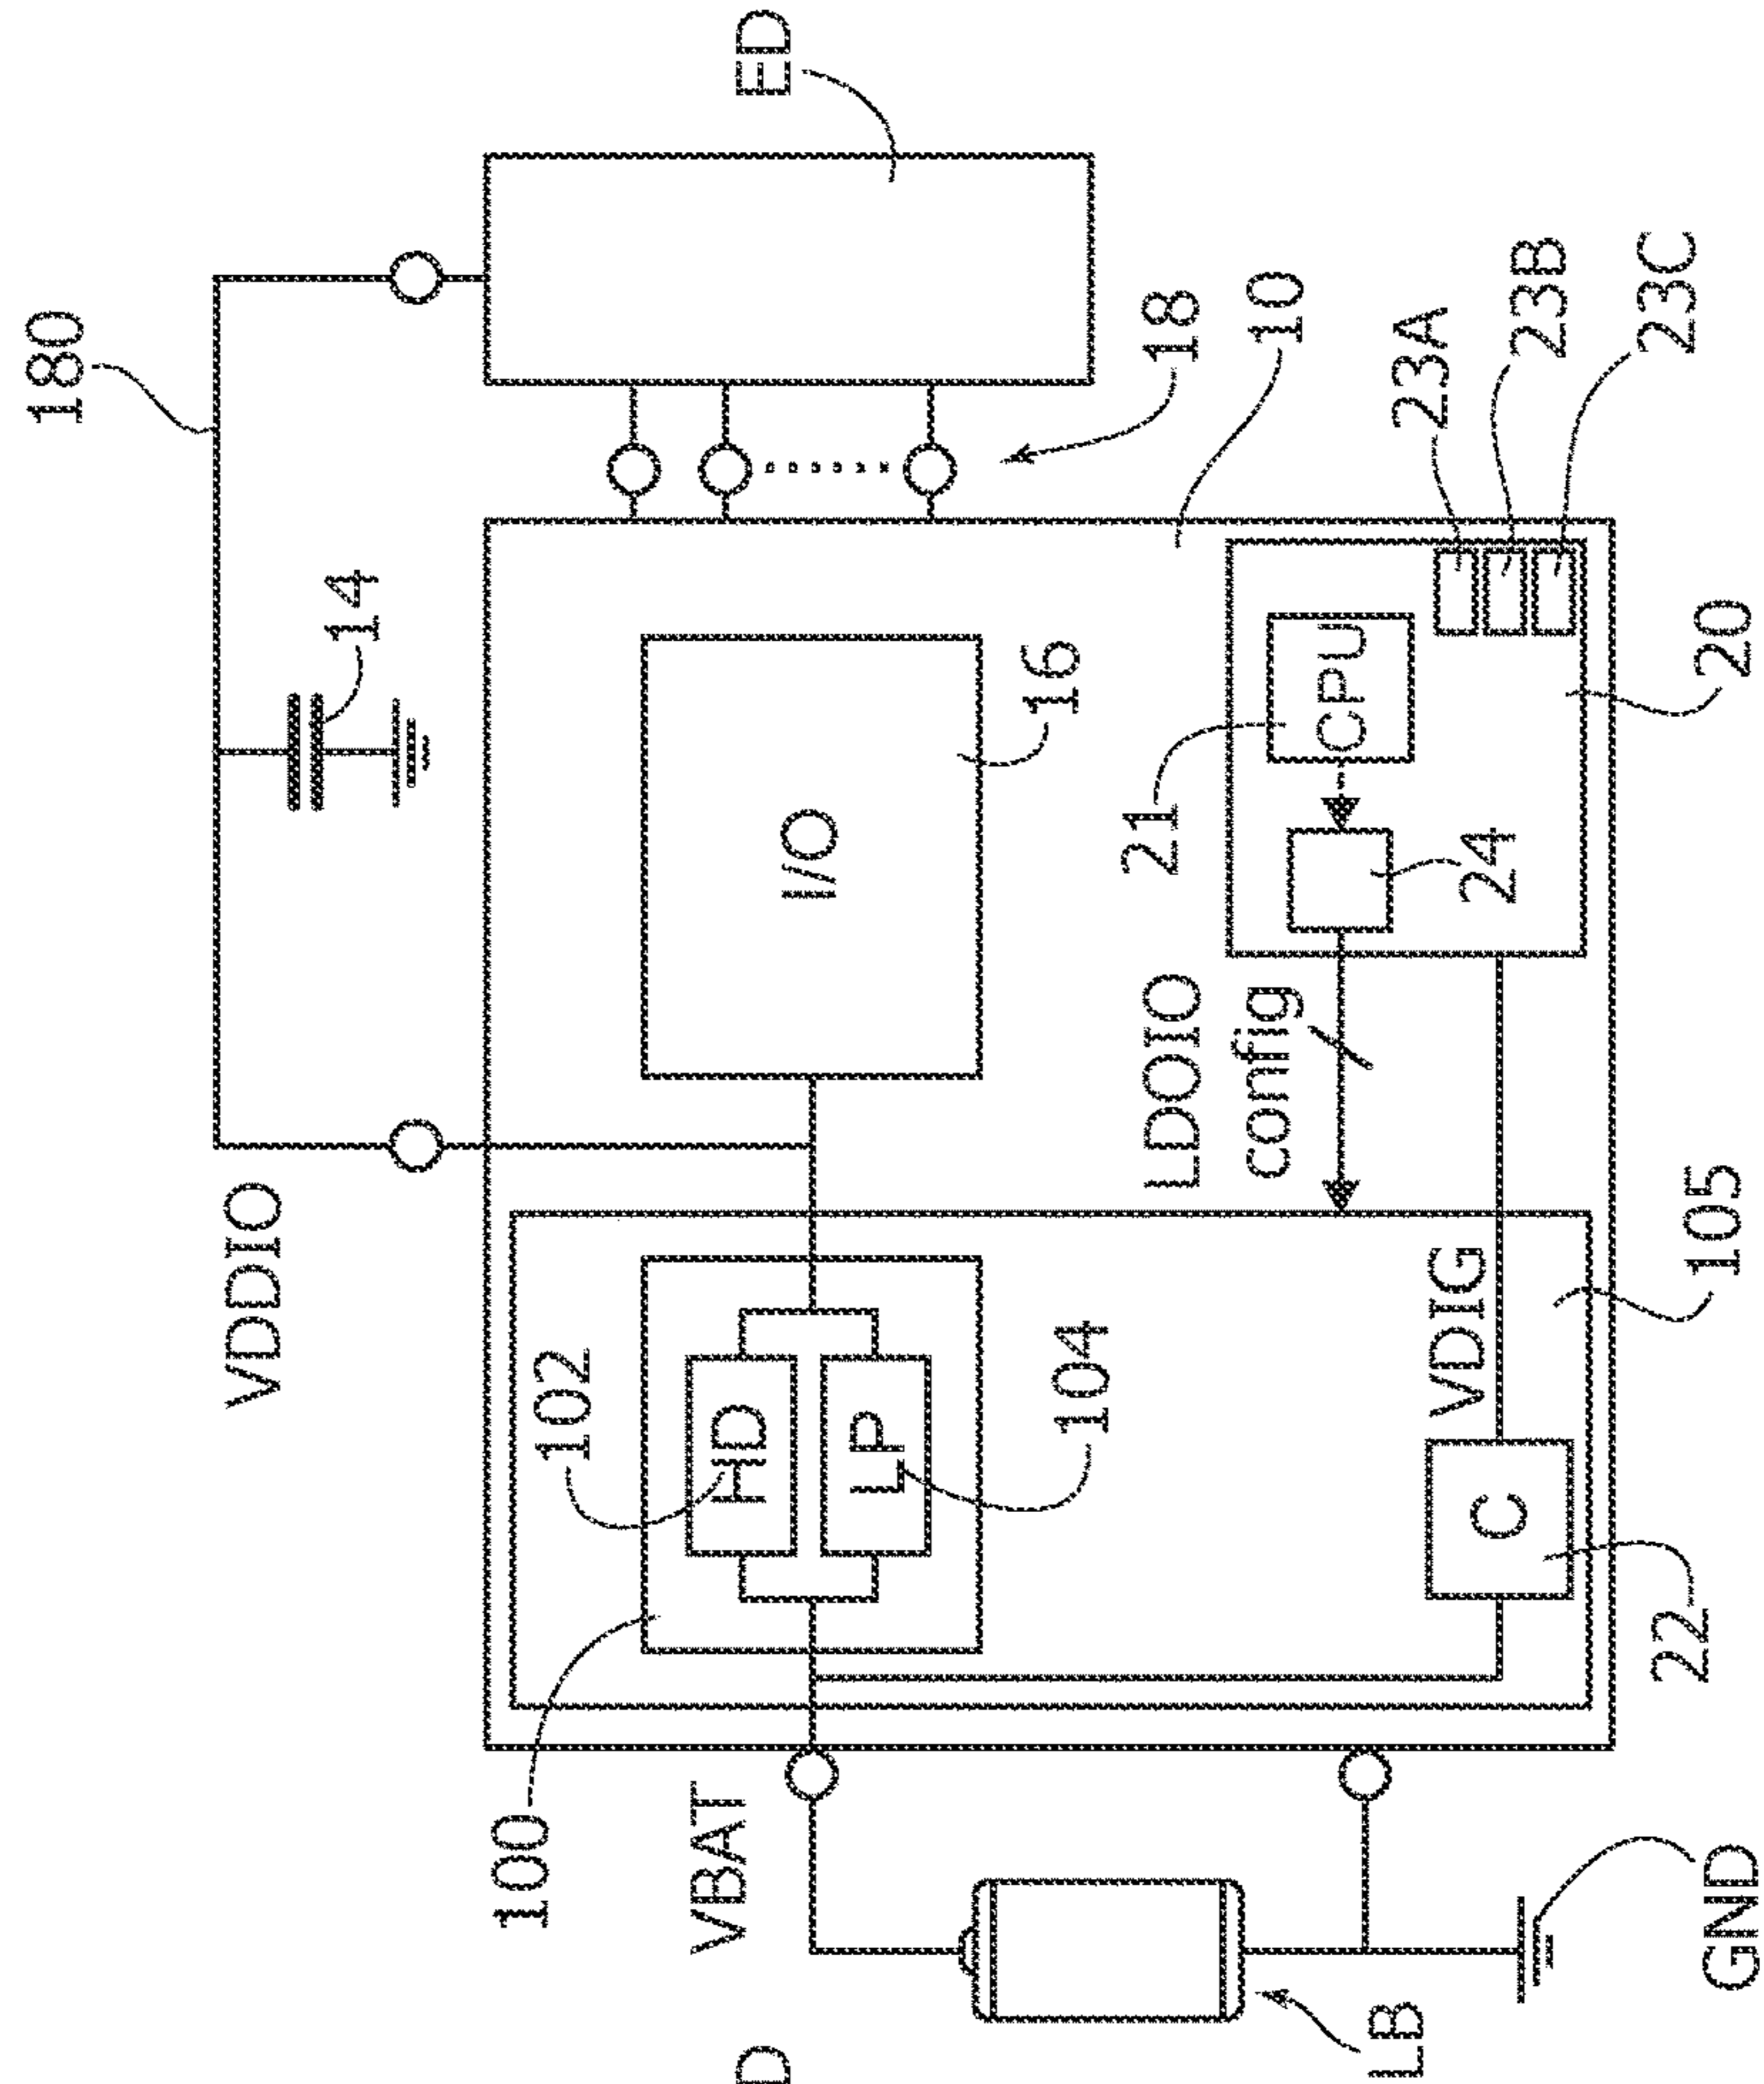 180
ED
VDDIO
14
18
10
I/O
16
23A
23B
23C
CPU
21
24
20
LDOIO
config
102
HD
LP
104
VDIG
105
C
22
100
VBAT
LB
GND
D